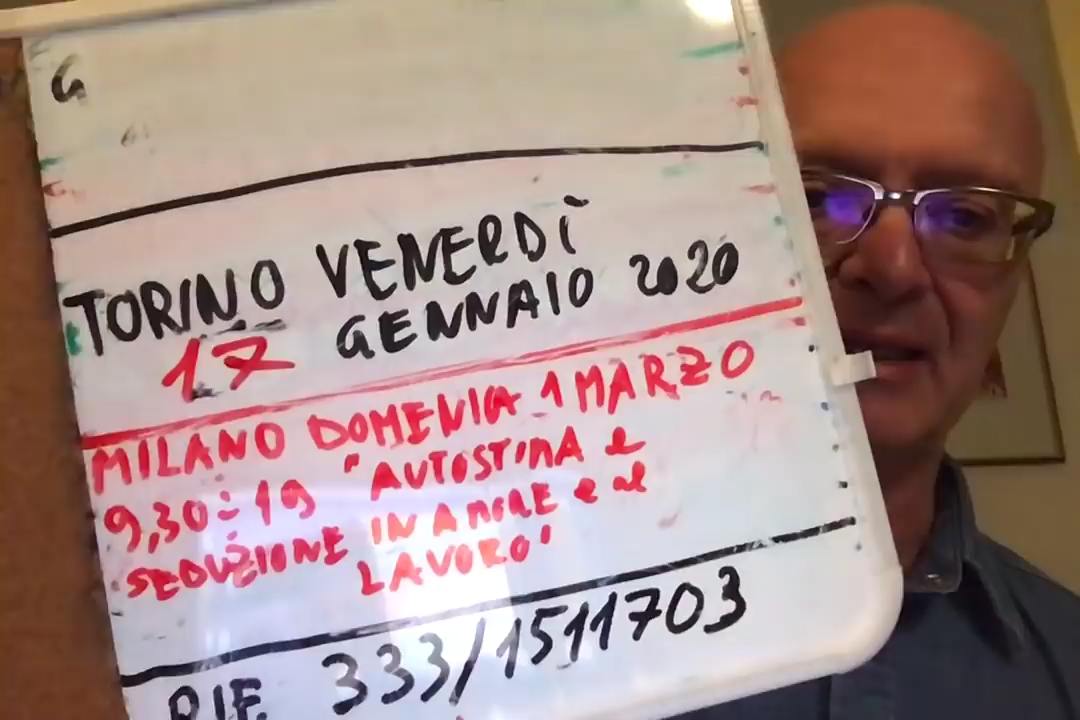 G
TORINO VENERDÌ
17 GENNAIO 2020
MILANO DOMENICA 1 MARZO
9,30÷19 "AUTOSTIMA e
SEDUZIONE IN AMORE e al
LAVORO"
RIF. 333/1511703